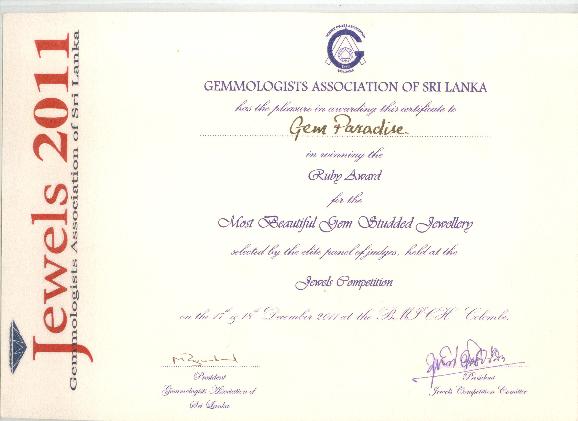 Jewels 2011
Gemmologists Association of Sri Lanka
GEMMOLOGISTS ASSOCIATION OF SRI LANKA
has the pleasure in awarding this certificate to
Gem Paradise
in winning the
Ruby Award
for the
Most Beautiful Gem Studded Jewellery
selected by the elite panel of judges, held at the
Jewels Competition
on the 17th & 18th December 2011 at the B.M.I.C.H. Colombo.
President
Gemmologists Association of
Sri Lanka
President
Jewels Competition Comittee